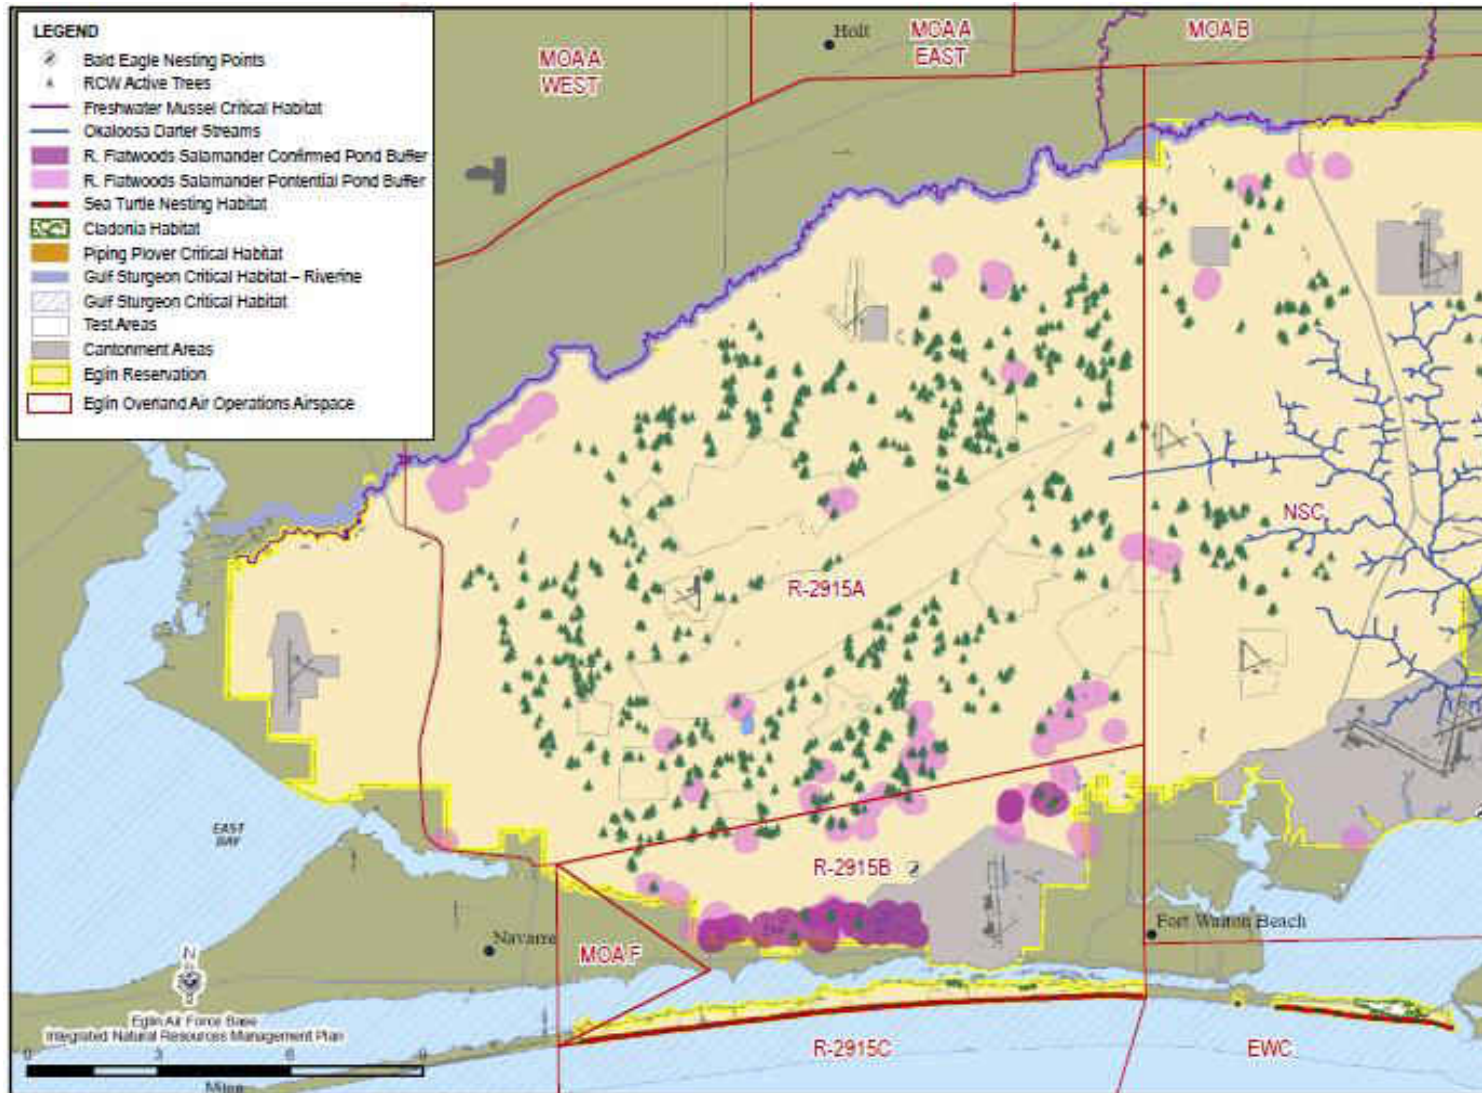 LEGEND
Bald Eagle Nesting Points
RCW Active Trees
Freshwater Mussel Critical Habitat
Okaloosa Darter Streams
R. Flatwoods Salamander Confirmed Pond Buffer
R. Flatwoods Salamander Pontential Pond Buffer
Sea Turtle Nesting Habitat
Cladonia Habitat
Piping Plover Critical Habitat
Gulf Sturgeon Critical Habitat – Riverine
Gulf Sturgeon Critical Habitat
Test Areas
Cantonment Areas
Eglin Reservation
Eglin Overland Air Operations Airspace
MOA A
WEST
Holt
MOA A
EAST
MOA B
NSC
R-2915A
EAST
BAY
R-2915B
Navarre
MOA F
Fort Walton Beach
N
Eglin Air Force Base
Integrated Natural Resources Management Plan
0 3 6 9
Miles
R-2915C
EWC